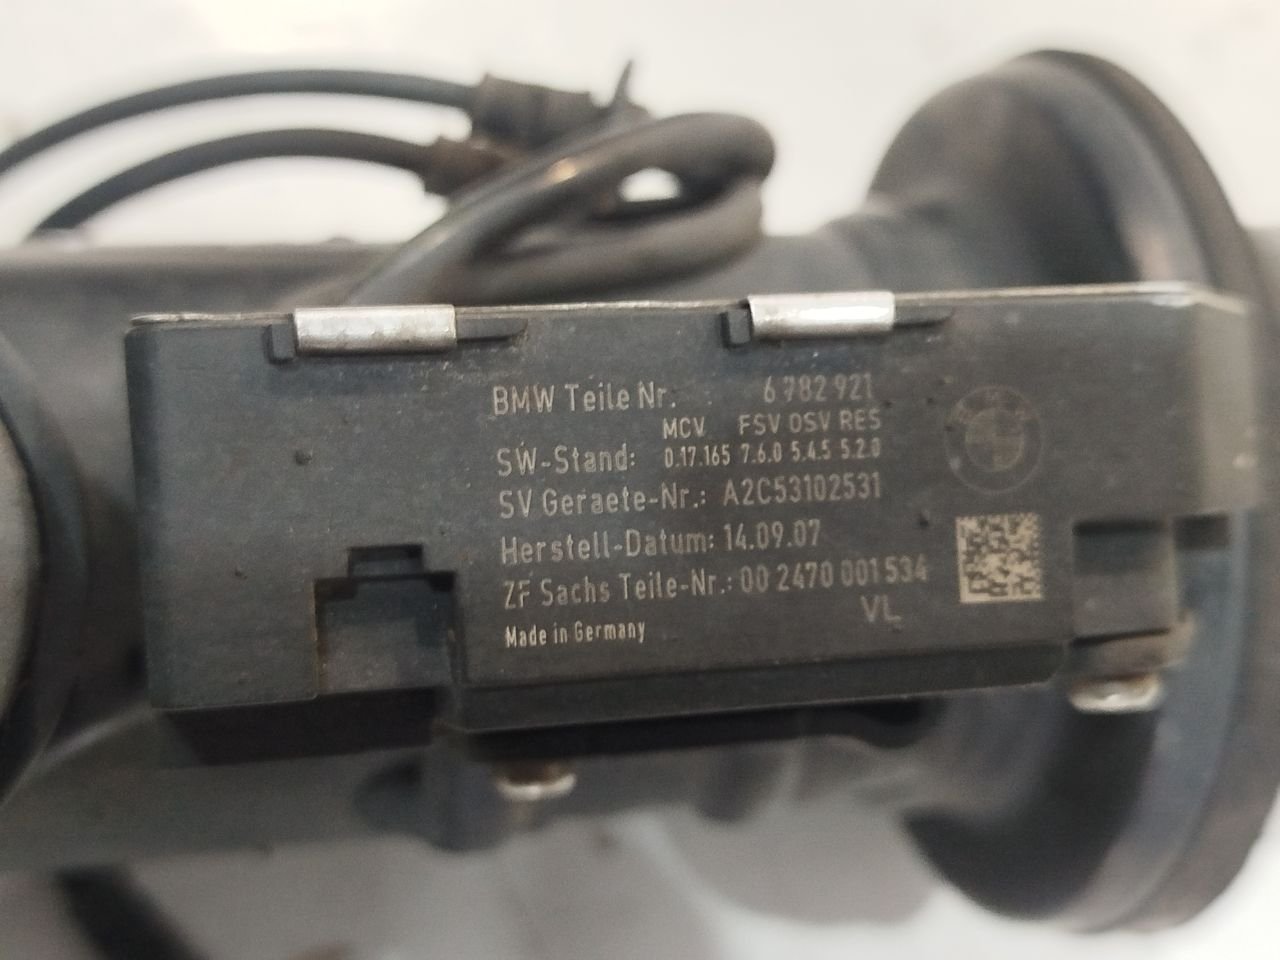 BMW Teile Nr. 6 782 921
MCV FSV OSV RES
SW-Stand: 0.17.165 7.6.0 5.4.5 5.2.0
SV Geraete-Nr.: A2C53102531
Herstell-Datum: 14.09.07
ZF Sachs Teile-Nr.: 00 2470 001 534
VL
Made in Germany